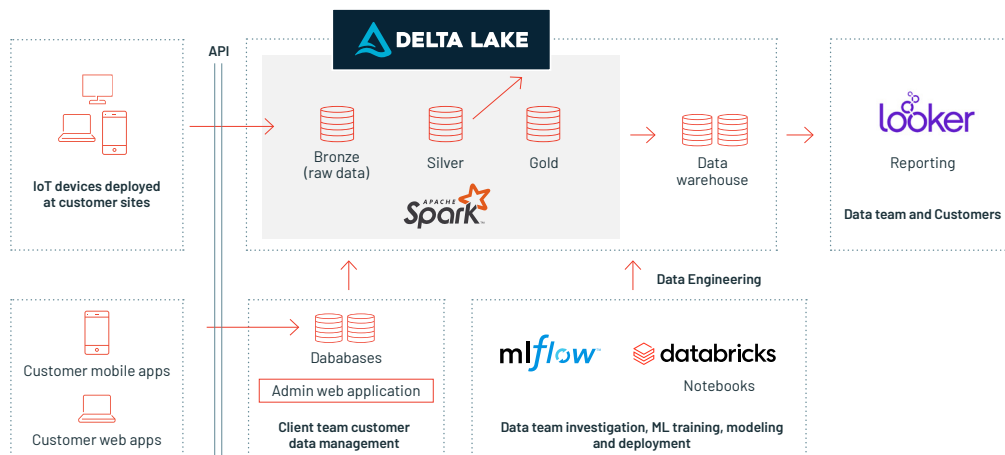 DELTA LAKE
API
IoT devices deployed
at customer sites
Bronze
(raw data)
Silver
Gold
APACHE
Spark™
Data
warehouse
looker
Reporting
Data team and Customers
Customer mobile apps
Customer web apps
Dababases
Admin web application
Client team customer
data management
Data Engineering
mlflow™
databricks
Notebooks
Data team investigation, ML training, modeling
and deployment